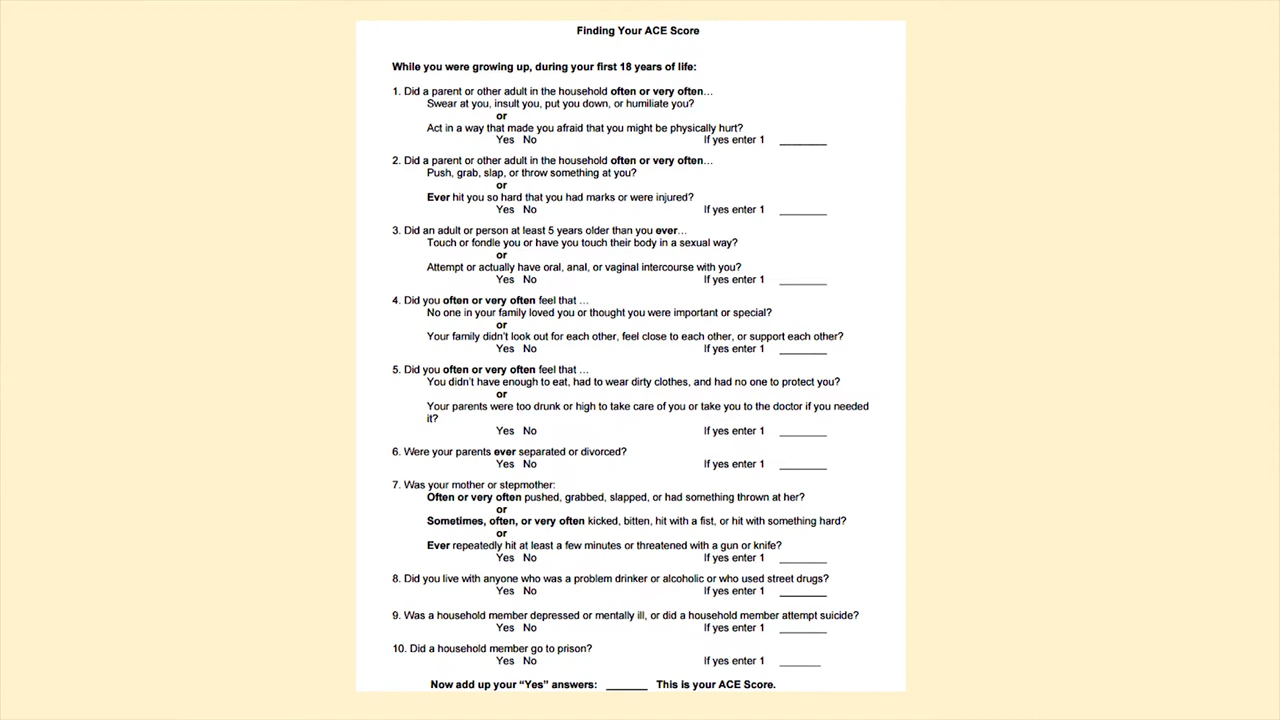 Finding Your ACE Score
While you were growing up, during your first 18 years of life:
1. Did a parent or other adult in the household often or very often…
Swear at you, insult you, put you down, or humiliate you?
or
Act in a way that made you afraid that you might be physically hurt?
Yes No If yes enter 1 ________
2. Did a parent or other adult in the household often or very often…
Push, grab, slap, or throw something at you?
or
Ever hit you so hard that you had marks or were injured?
Yes No If yes enter 1 ________
3. Did an adult or person at least 5 years older than you ever…
Touch or fondle you or have you touch their body in a sexual way?
or
Attempt or actually have oral, anal, or vaginal intercourse with you?
Yes No If yes enter 1 ________
4. Did you often or very often feel that …
No one in your family loved you or thought you were important or special?
or
Your family didn't look out for each other, feel close to each other, or support each other?
Yes No If yes enter 1 ________
5. Did you often or very often feel that …
You didn't have enough to eat, had to wear dirty clothes, and had no one to protect you?
or
Your parents were too drunk or high to take care of you or take you to the doctor if you needed
it?
Yes No If yes enter 1 ________
6. Were your parents ever separated or divorced?
Yes No If yes enter 1 ________
7. Was your mother or stepmother:
Often or very often pushed, grabbed, slapped, or had something thrown at her?
or
Sometimes, often, or very often kicked, bitten, hit with a fist, or hit with something hard?
or
Ever repeatedly hit at least a few minutes or threatened with a gun or knife?
Yes No If yes enter 1 ________
8. Did you live with anyone who was a problem drinker or alcoholic or who used street drugs?
Yes No If yes enter 1 ________
9. Was a household member depressed or mentally ill, or did a household member attempt suicide?
Yes No If yes enter 1 ________
10. Did a household member go to prison?
Yes No If yes enter 1 _______
Now add up your “Yes” answers: _______ This is your ACE Score.